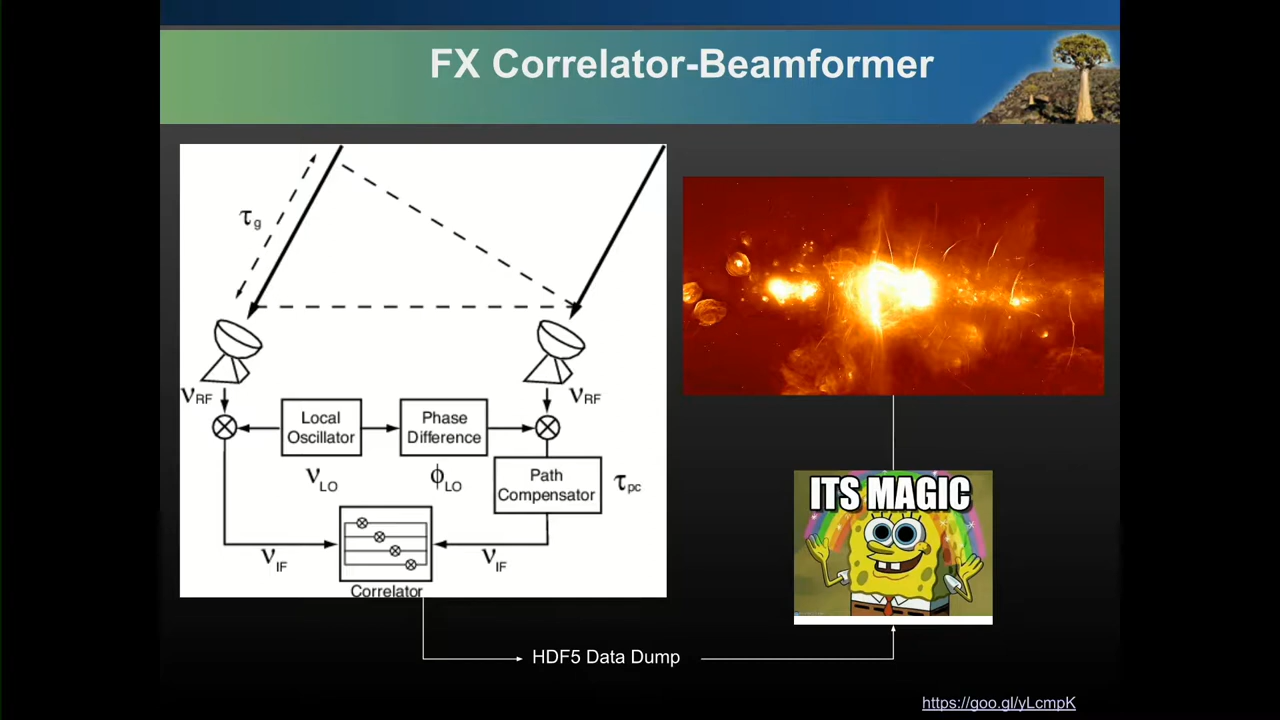 FX Correlator-Beamformer
τg
νRF
νRF
Local
Oscillator
Phase
Difference
νLO
ϕLO
Path
Compensator
τpc
νIF
νIF
Correlator
ITS MAGIC
HDF5 Data Dump
https://goo.gl/yLcmpK